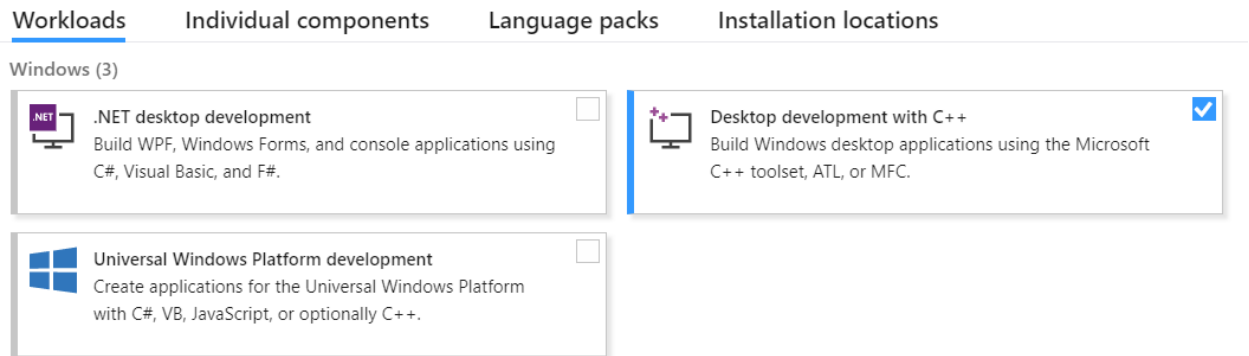 Workloads Individual components Language packs Installation locations
Windows (3)
.NET
.NET desktop development
Build WPF, Windows Forms, and console applications using
C#, Visual Basic, and F#.
Desktop development with C++
Build Windows desktop applications using the Microsoft
C++ toolset, ATL, or MFC.
Universal Windows Platform development
Create applications for the Universal Windows Platform
with C#, VB, JavaScript, or optionally C++.